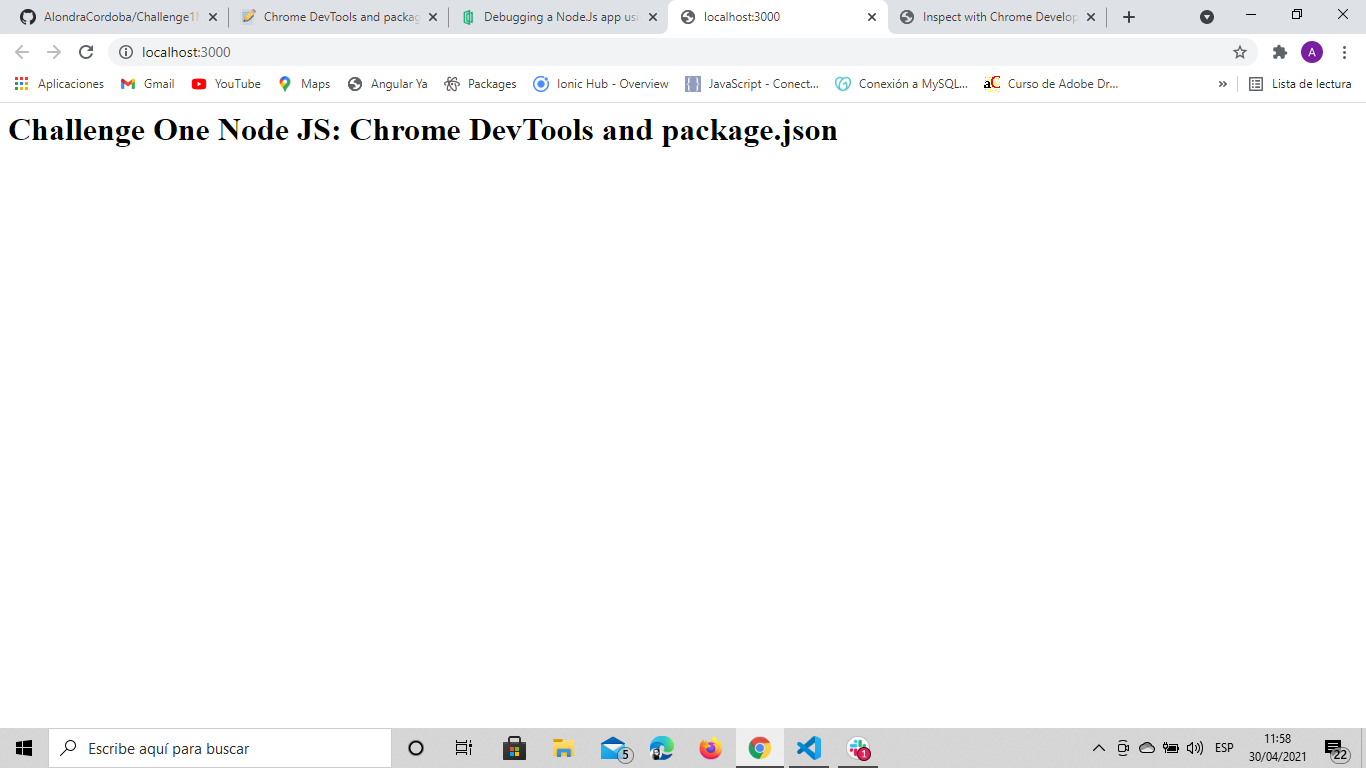 AlondraCordoba/Challenge1N
Chrome DevTools and packag
Debugging a NodeJs app usi
localhost:3000
Inspect with Chrome Develop
localhost:3000
A
Aplicaciones
Gmail
YouTube
Maps
Angular Ya
Packages
Ionic Hub - Overview
JavaScript - Conect...
Conexión a MySQL...
aC Curso de Adobe Dr...
»
Lista de lectura
Challenge One Node JS: Chrome DevTools and package.json
Escribe aquí para buscar
5
1
ESP
11:58
30/04/2021
22